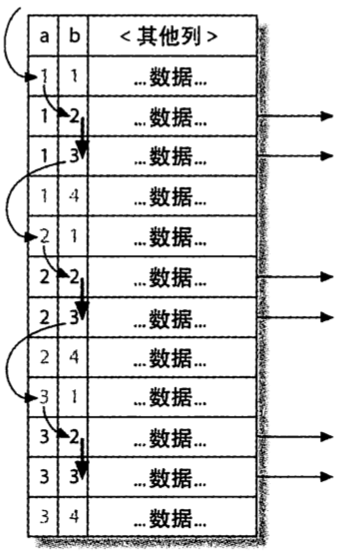 a b <其他列>
1 1 ...数据...
1 2 ...数据...
1 3 ...数据...
1 4 ...数据...
2 1 ...数据...
2 2 ...数据...
2 3 ...数据...
2 4 ...数据...
3 1 ...数据...
3 2 ...数据...
3 3 ...数据...
3 4 ...数据...